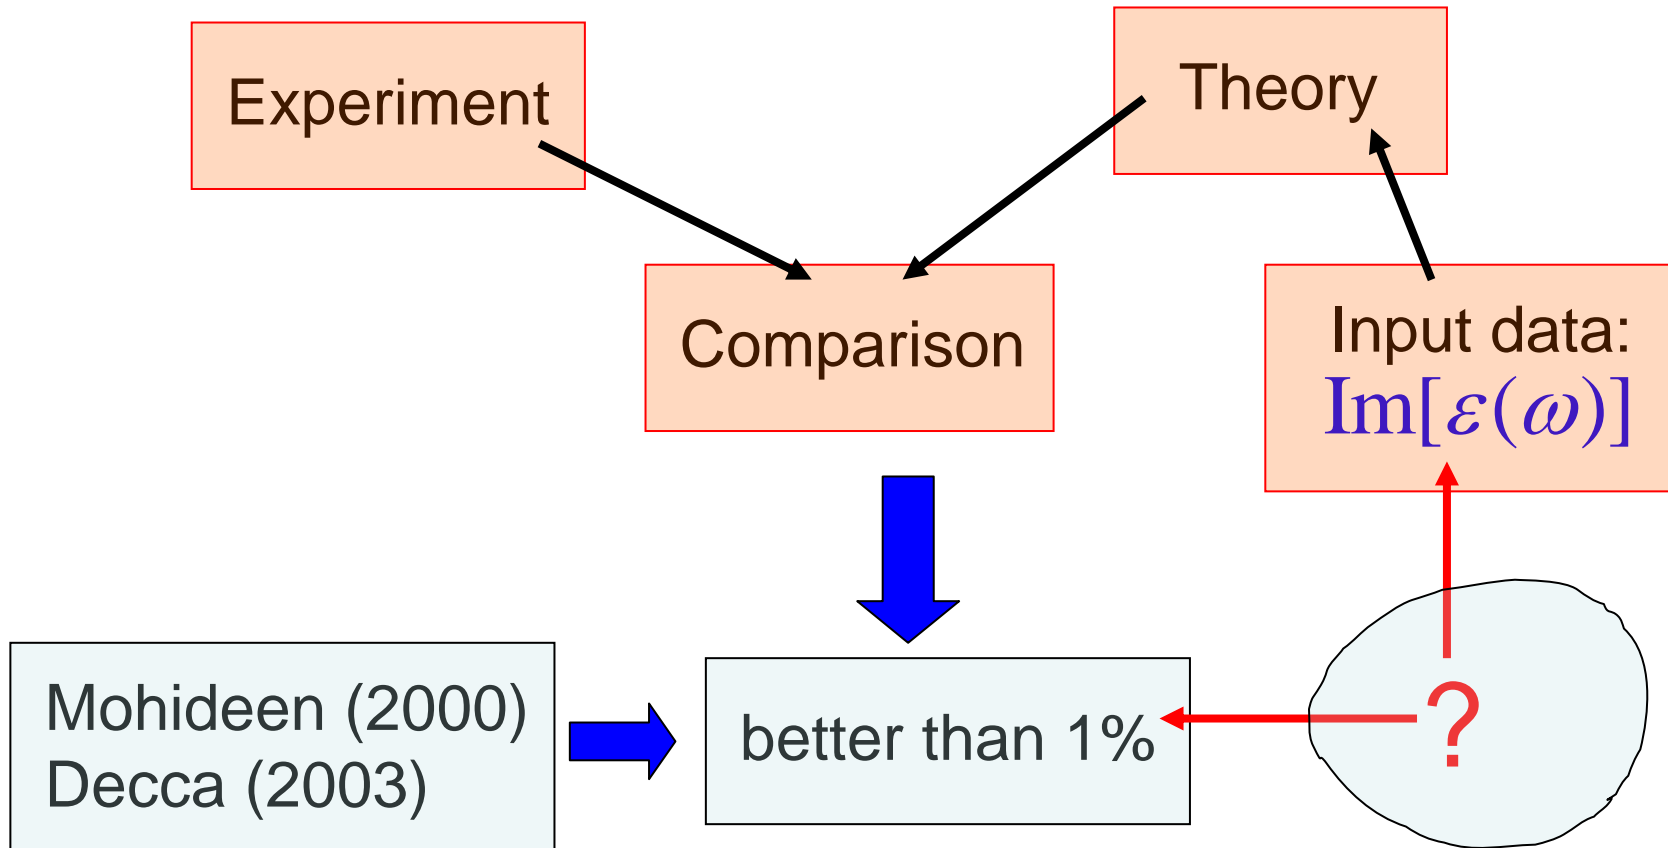 Experiment
Theory
Comparison
Input data:
Im[ε(ω)]
Mohideen (2000)
Decca (2003)
better than 1%
?